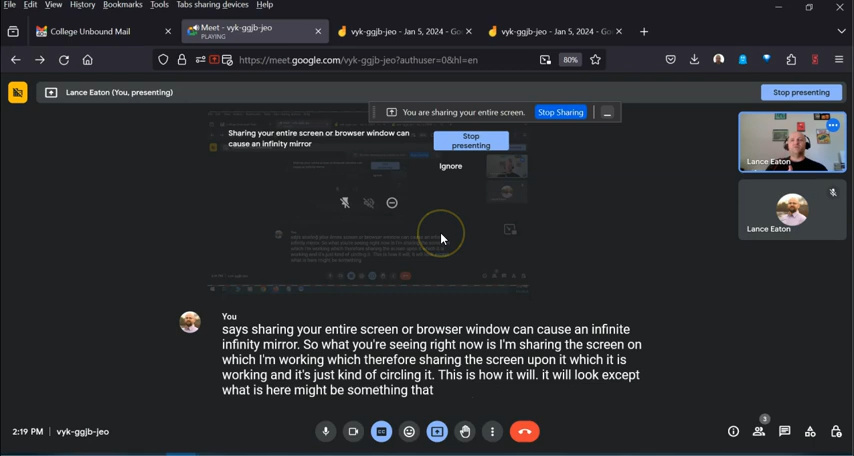 File Edit View History Bookmarks Tools Tabs sharing devices Help
College Unbound Mail
Meet - vyk-ggjb-jeo
PLAYING
vyk-ggjb-jeo - Jan 5, 2024 - Go
vyk-ggjb-jeo - Jan 5, 2024 - Go
https://meet.google.com/vyk-ggjb-jeo?authuser=0&hl=en
80%
Lance Eaton (You, presenting)
Stop presenting
You are sharing your entire screen.
Stop Sharing
Sharing your entire screen or browser window can
cause an infinity mirror
Stop
presenting
Ignore
Lance Eaton
Lance Eaton
You
says sharing your entire screen or browser window can cause an infinite
infinity mirror. So what you're seeing right now is I'm sharing the screen on
which I'm working which therefore sharing the screen upon it which it is
working and it's just kind of circling it. This is how it will. it will look except
what is here might be something that
2:19 PM | vyk-ggjb-jeo
CC
3